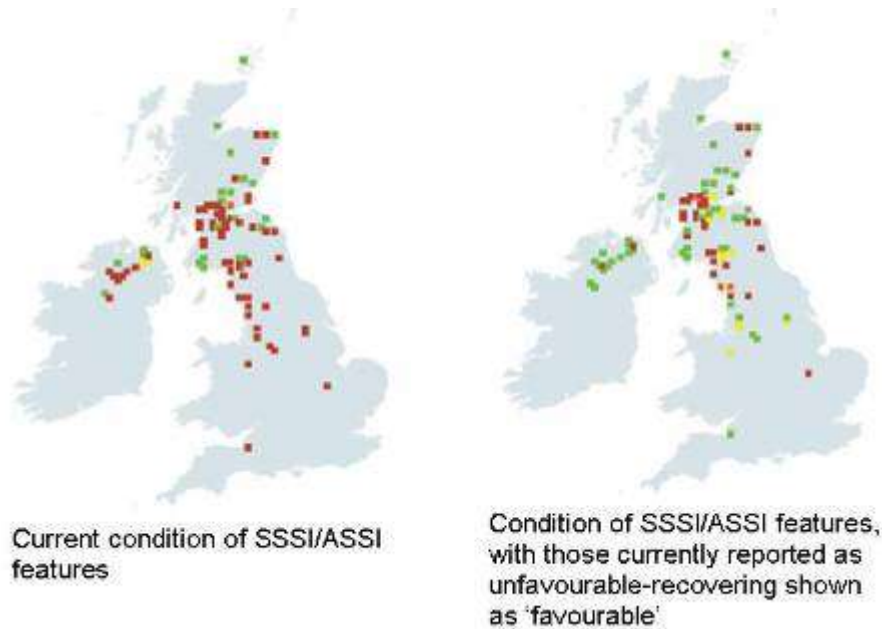 Current condition of SSSI/ASSI
features
Condition of SSSI/ASSI features,
with those currently reported as
unfavourable-recovering shown
as 'favourable'